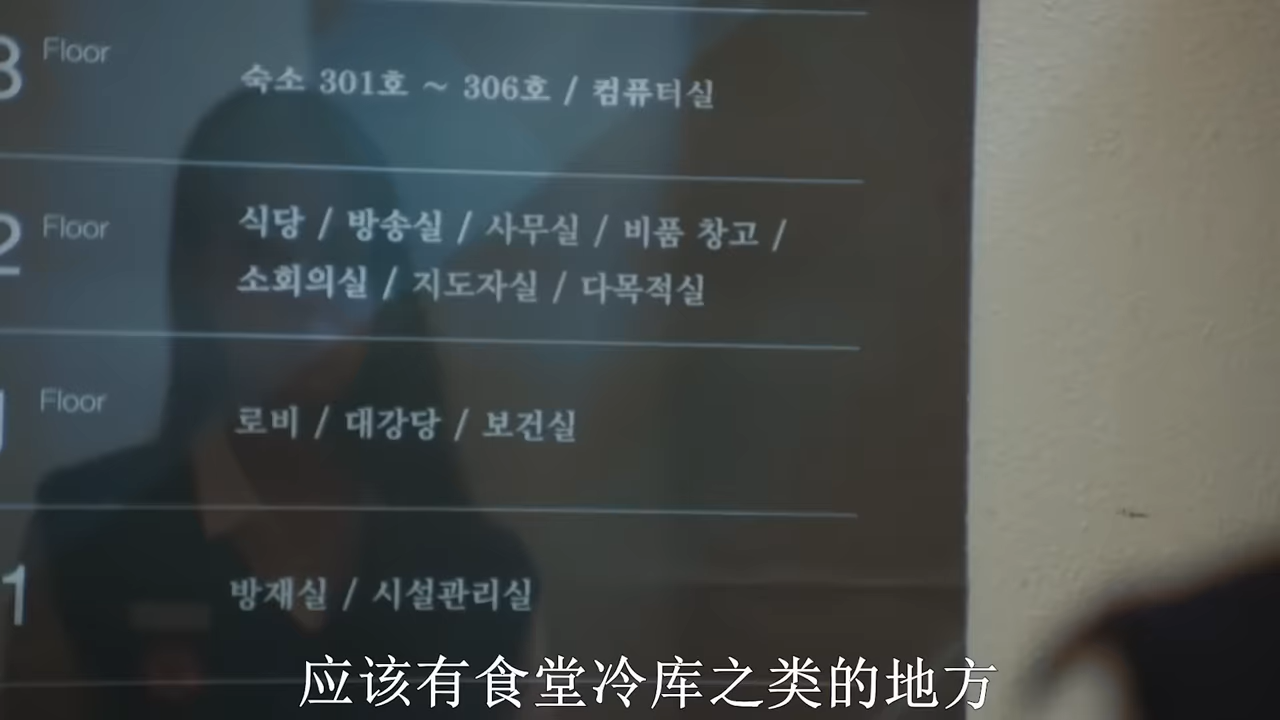 3 Floor 숙소 301호 ~ 306호 / 컴퓨터실
2 Floor 식당 / 방송실 / 사무실 / 비품 창고 /
소회의실 / 지도자실 / 다목적실
1 Floor 로비 / 대강당 / 보건실
1 방재실 / 시설관리실
应该有食堂冷库之类的地方